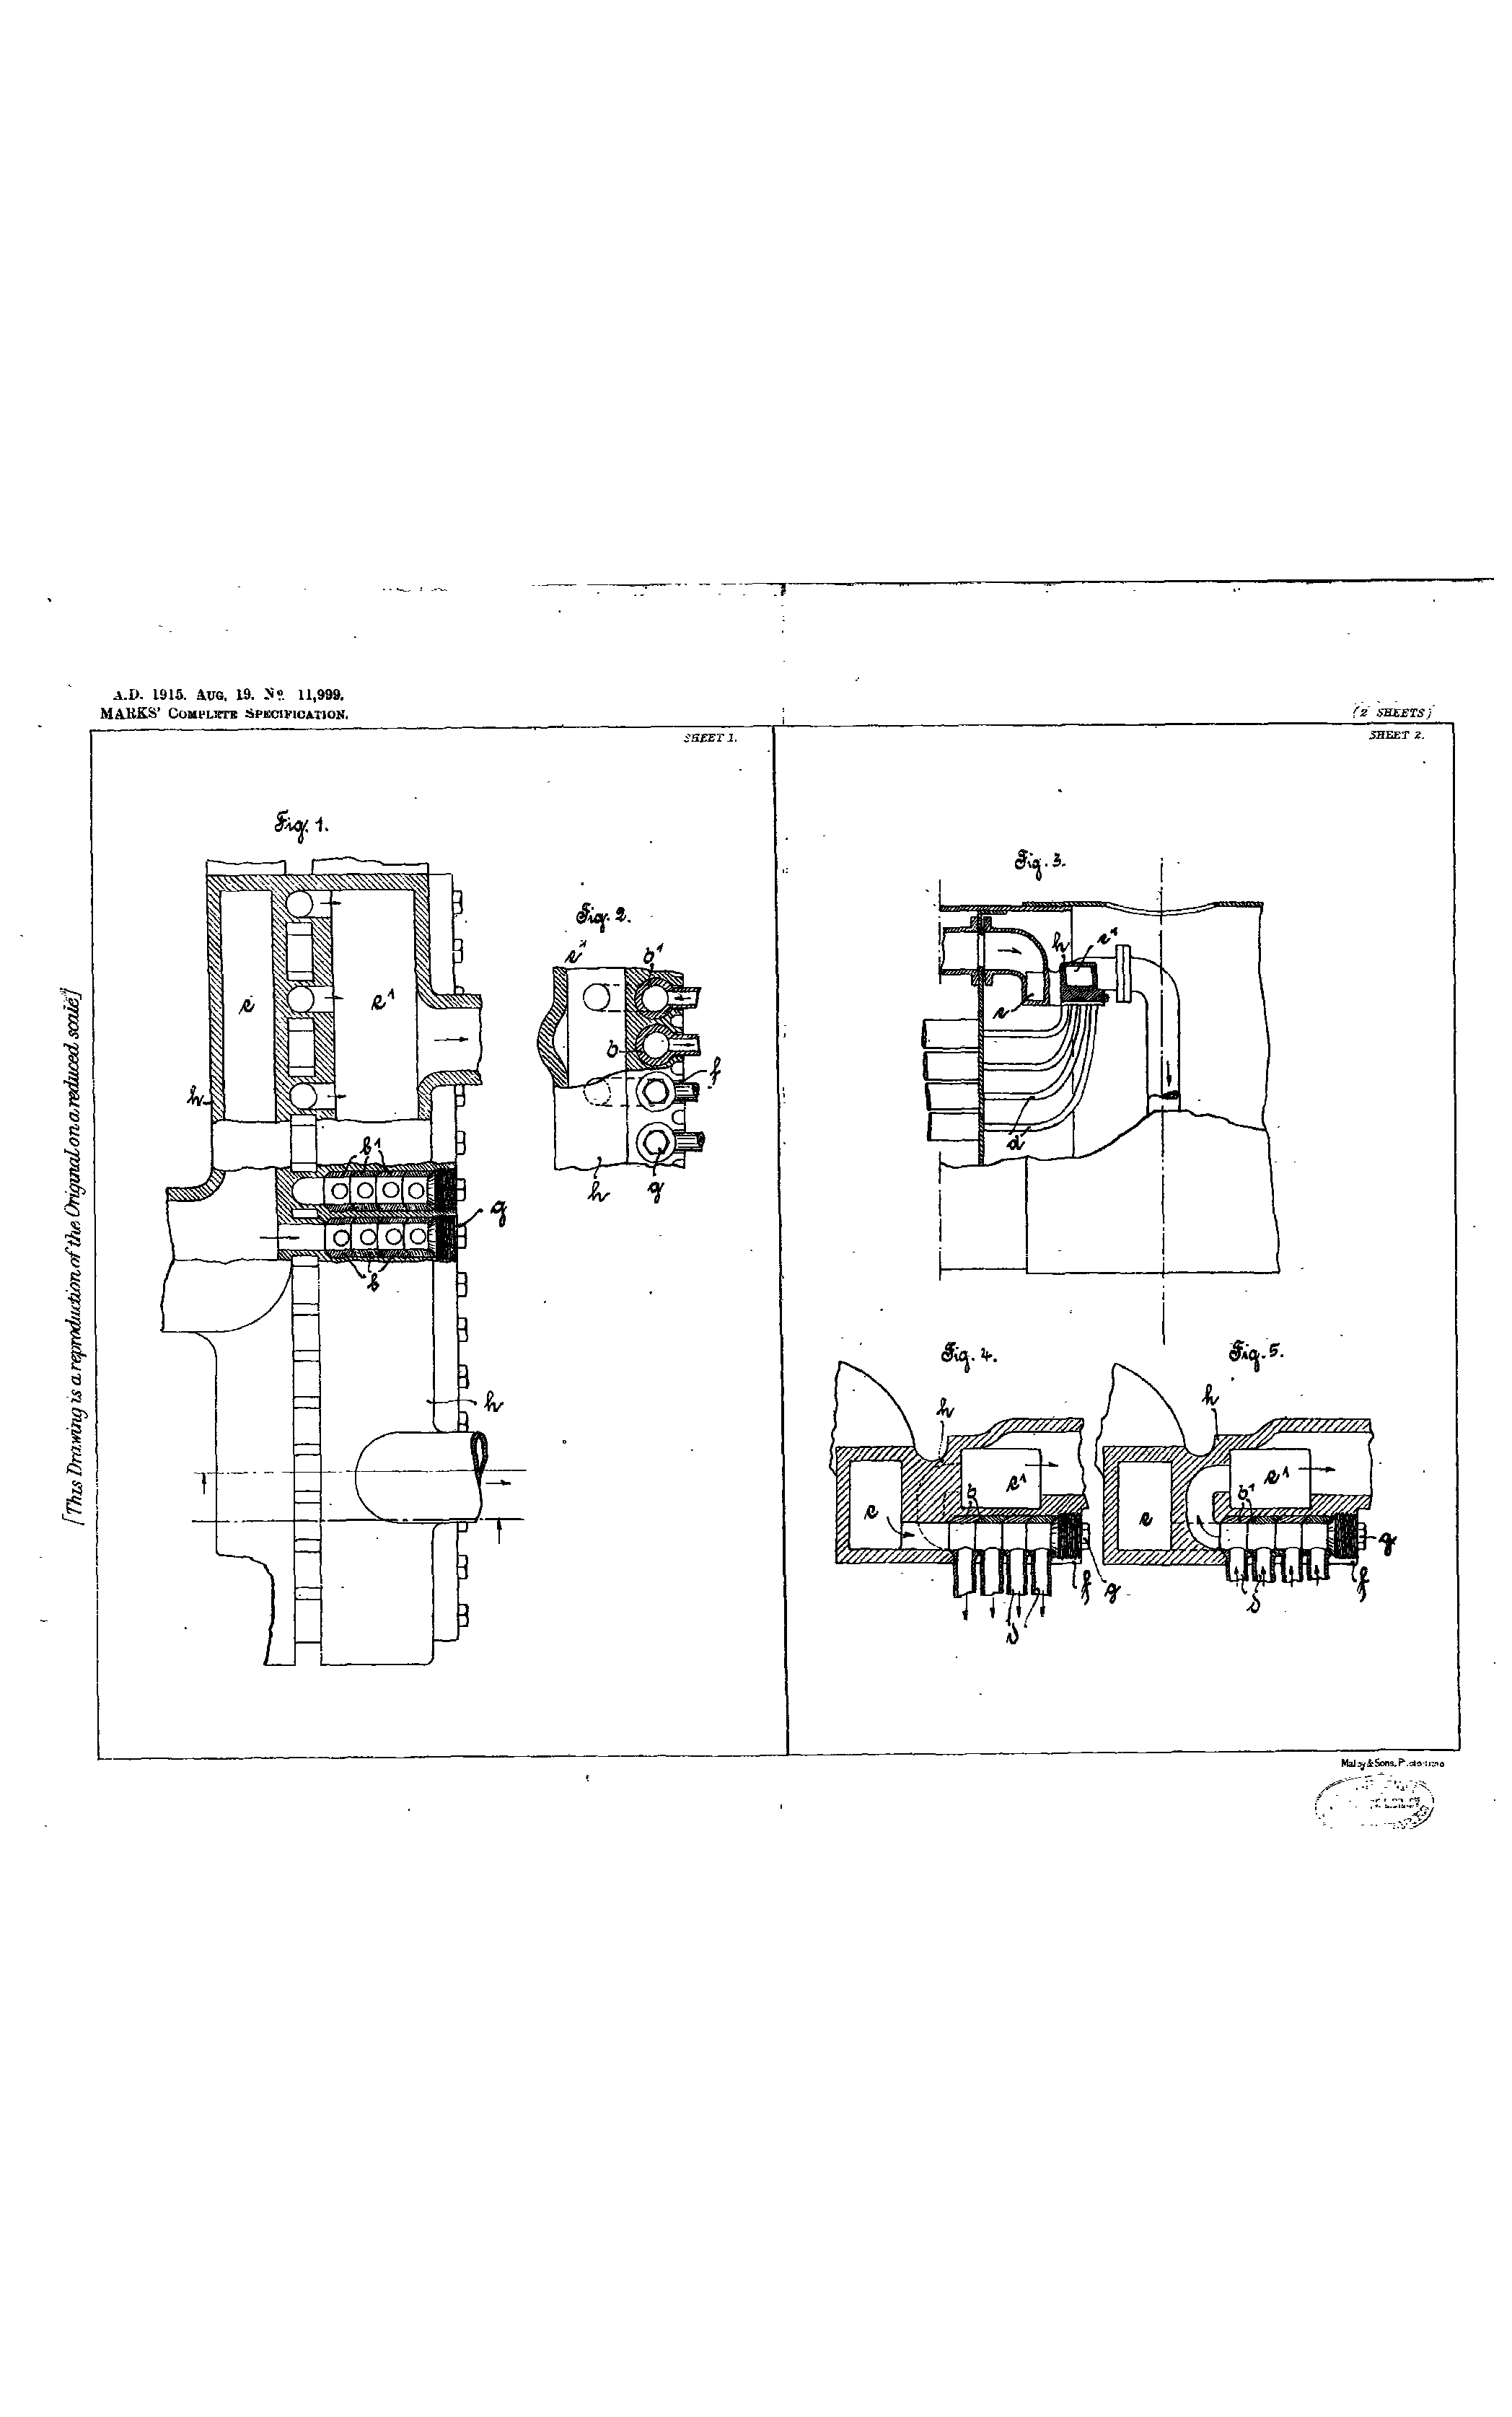 A.D. 1915. AUG. 19. No. 11,999.
MARKS' COMPLETE SPECIFICATION.
(2 SHEETS)
SHEET 1.
SHEET 2.
[This Drawing is a reproduction of the Original on a reduced scale]
Fig. 1.
e
e¹
h
b¹
g
b
h
Fig. 2.
e¹
b¹
b
f
h
g
Fig. 3.
h
e¹
e
d
Fig. 4.
h
e¹
e
b
f
g
d
Fig. 5.
h
e¹
b¹
e
g
f
d
Malby & Sons,